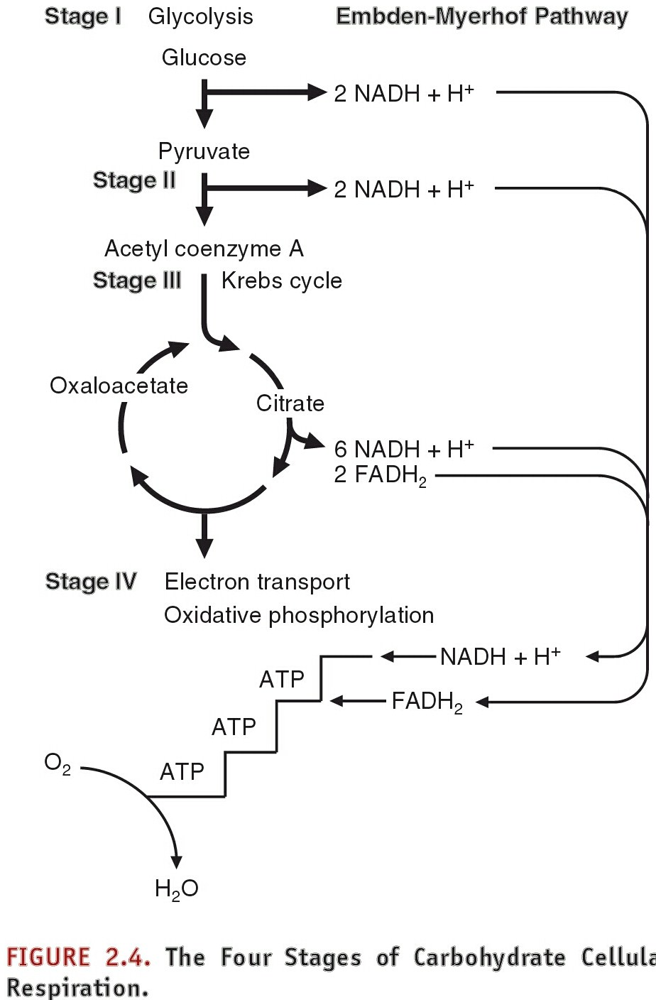 Stage I Glycolysis Embden-Myerhof Pathway
Glucose
2 NADH + H⁺
Pyruvate
Stage II
2 NADH + H⁺
Acetyl coenzyme A
Stage III Krebs cycle
Oxaloacetate
Citrate
6 NADH + H⁺
2 FADH₂
Stage IV Electron transport
Oxidative phosphorylation
NADH + H⁺
ATP
FADH₂
ATP
O₂
ATP
H₂O
FIGURE 2.4. The Four Stages of Carbohydrate Cellula
Respiration.